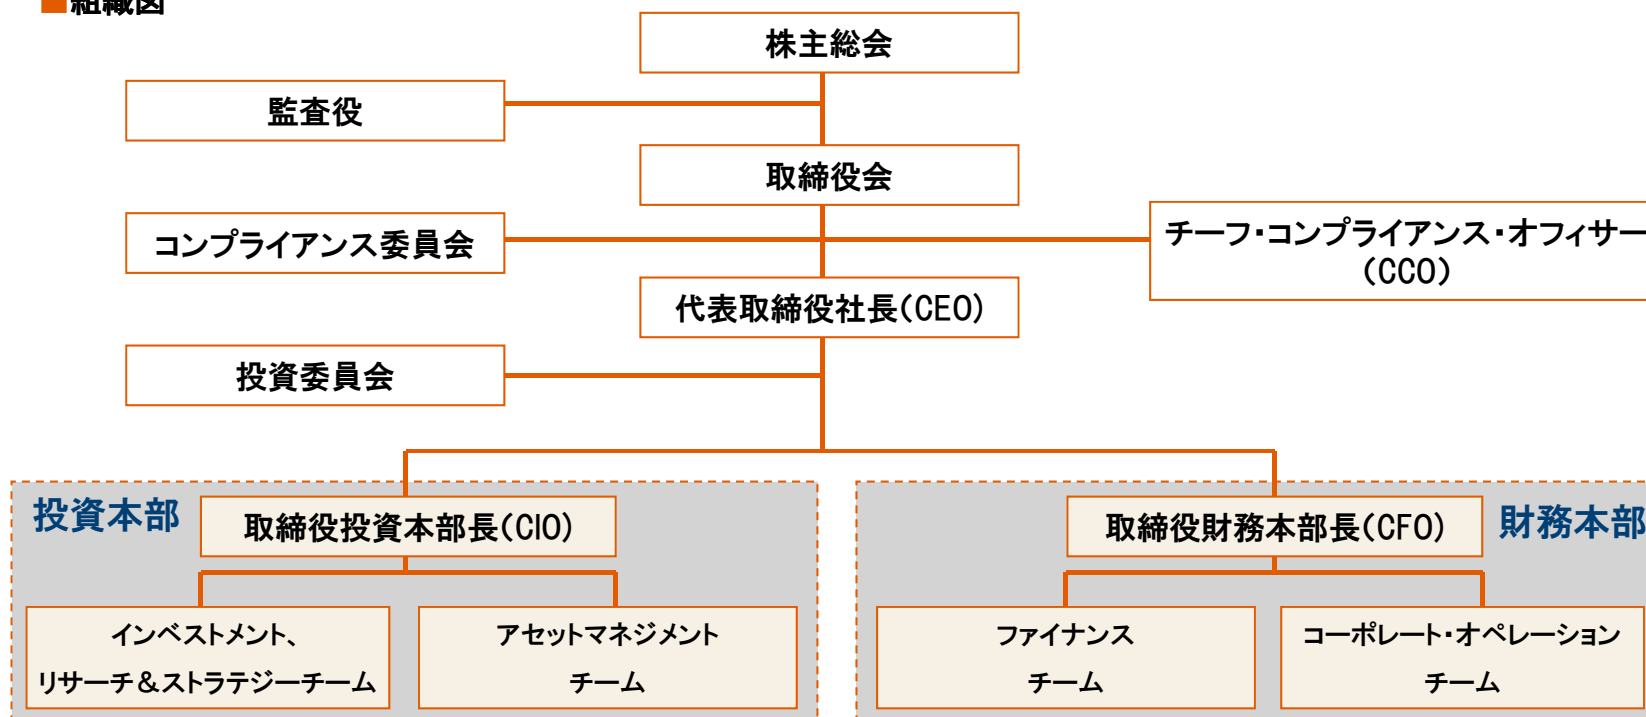 ■組織図
株主総会
監査役
取締役会
コンプライアンス委員会
チーフ・コンプライアンス・オフィサー
(CCO)
代表取締役社長(CEO)
投資委員会
投資本部
取締役投資本部長(CIO)
取締役財務本部長(CFO)
財務本部
インベストメント、
リサーチ&ストラテジーチーム
アセットマネジメント
チーム
ファイナンス
チーム
コーポレート・オペレーション
チーム